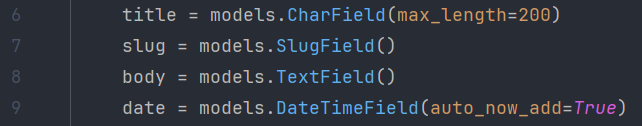 6 title = models.CharField(max_length=200)
7 slug = models.SlugField()
8 body = models.TextField()
9 date = models.DateTimeField(auto_now_add=True)